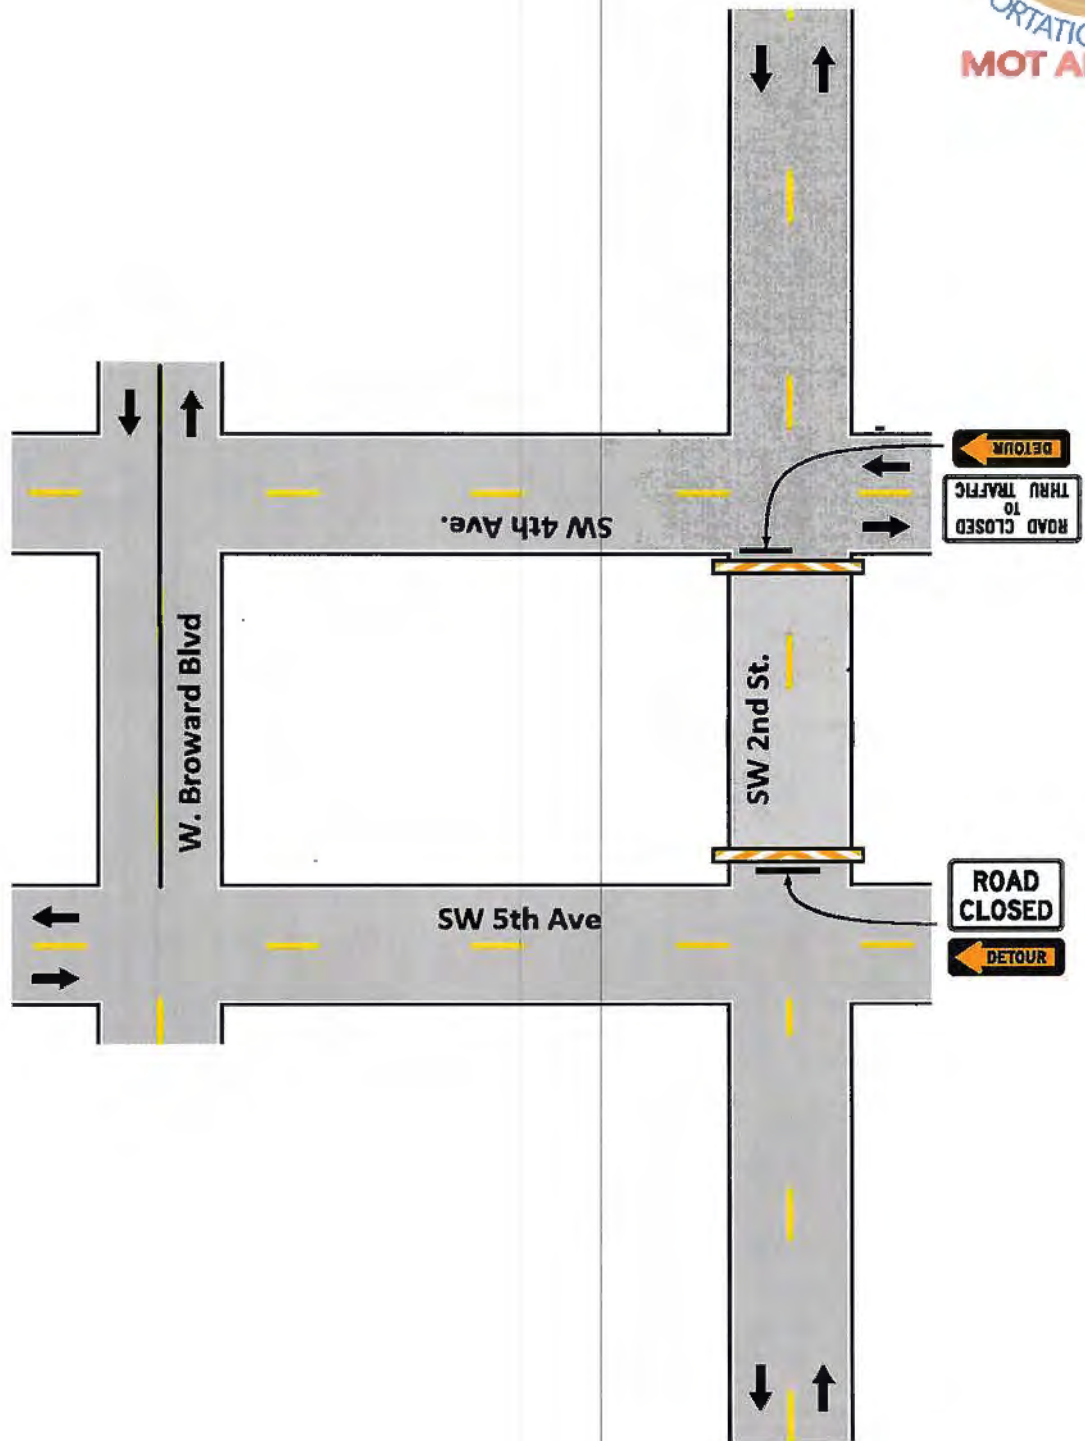 MOT
DETOUR
ROAD CLOSED
TO
THRU TRAFFIC
SW 4th Ave.
W. Broward Blvd
SW 2nd St.
SW 5th Ave
ROAD
CLOSED
DETOUR